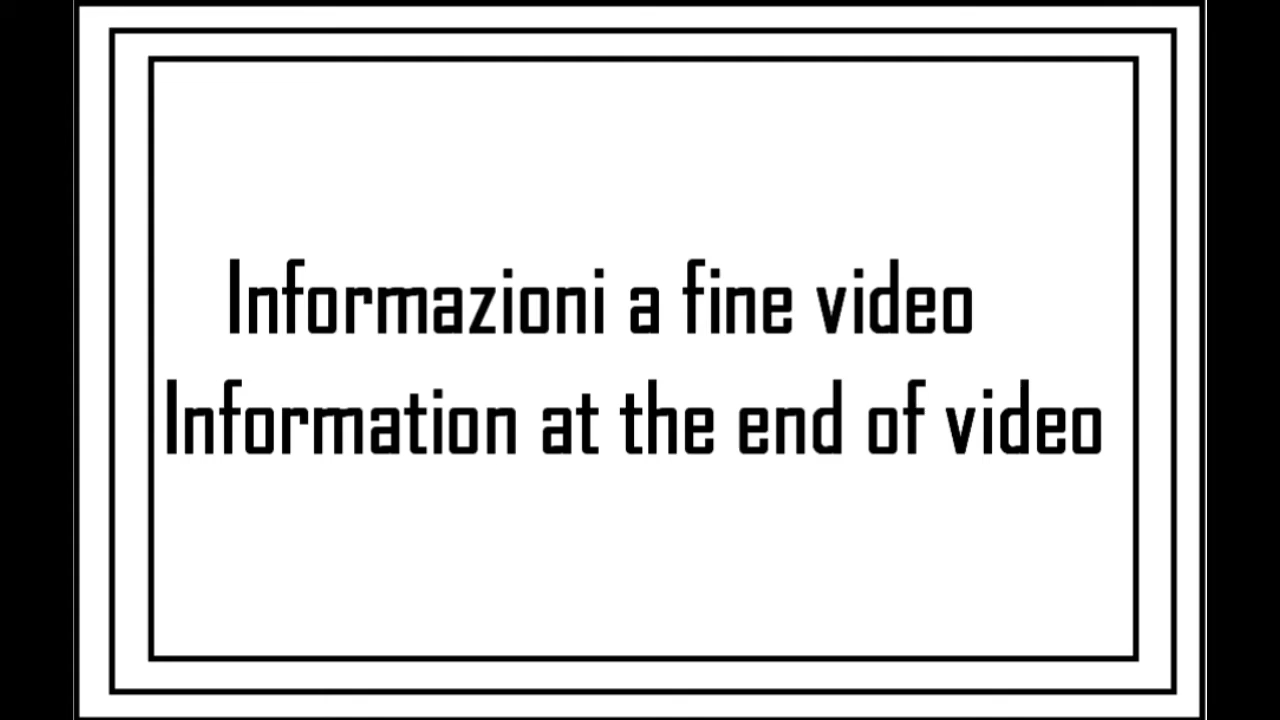 Informazioni a fine video
Information at the end of video